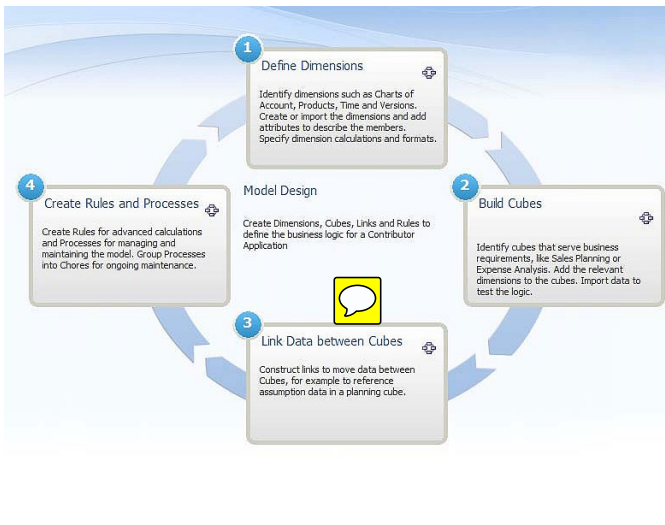 1
Define Dimensions
Identify dimensions such as Charts of
Account, Products, Time and Versions.
Create or import the dimensions and add
attributes to describe the members.
Specify dimension calculations and formats.
4
Create Rules and Processes
Create Rules for advanced calculations
and Processes for managing and
maintaining the model. Group Processes
into Chores for ongoing maintenance.
Model Design
Create Dimensions, Cubes, Links and Rules to
define the business logic for a Contributor
Application
2
Build Cubes
Identify cubes that serve business
requirements, like Sales Planning or
Expense Analysis. Add the relevant
dimensions to the cubes. Import data to
test the logic.
3
Link Data between Cubes
Construct links to move data between
Cubes, for example to reference
assumption data in a planning cube.